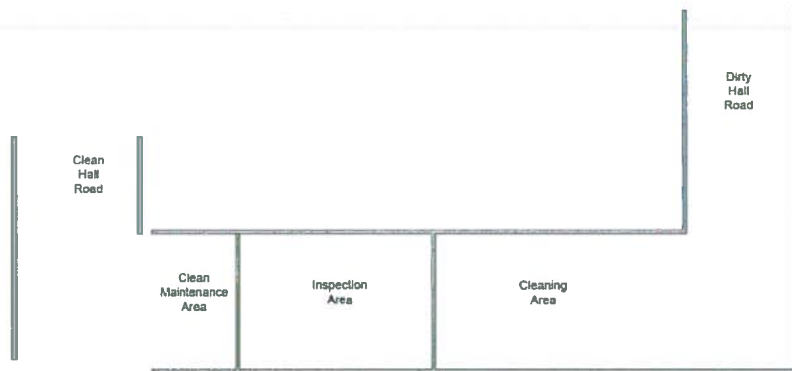 Dirty
Hall
Road
Clean
Hall
Road
Clean
Maintenance
Area
Inspection
Area
Cleaning
Area